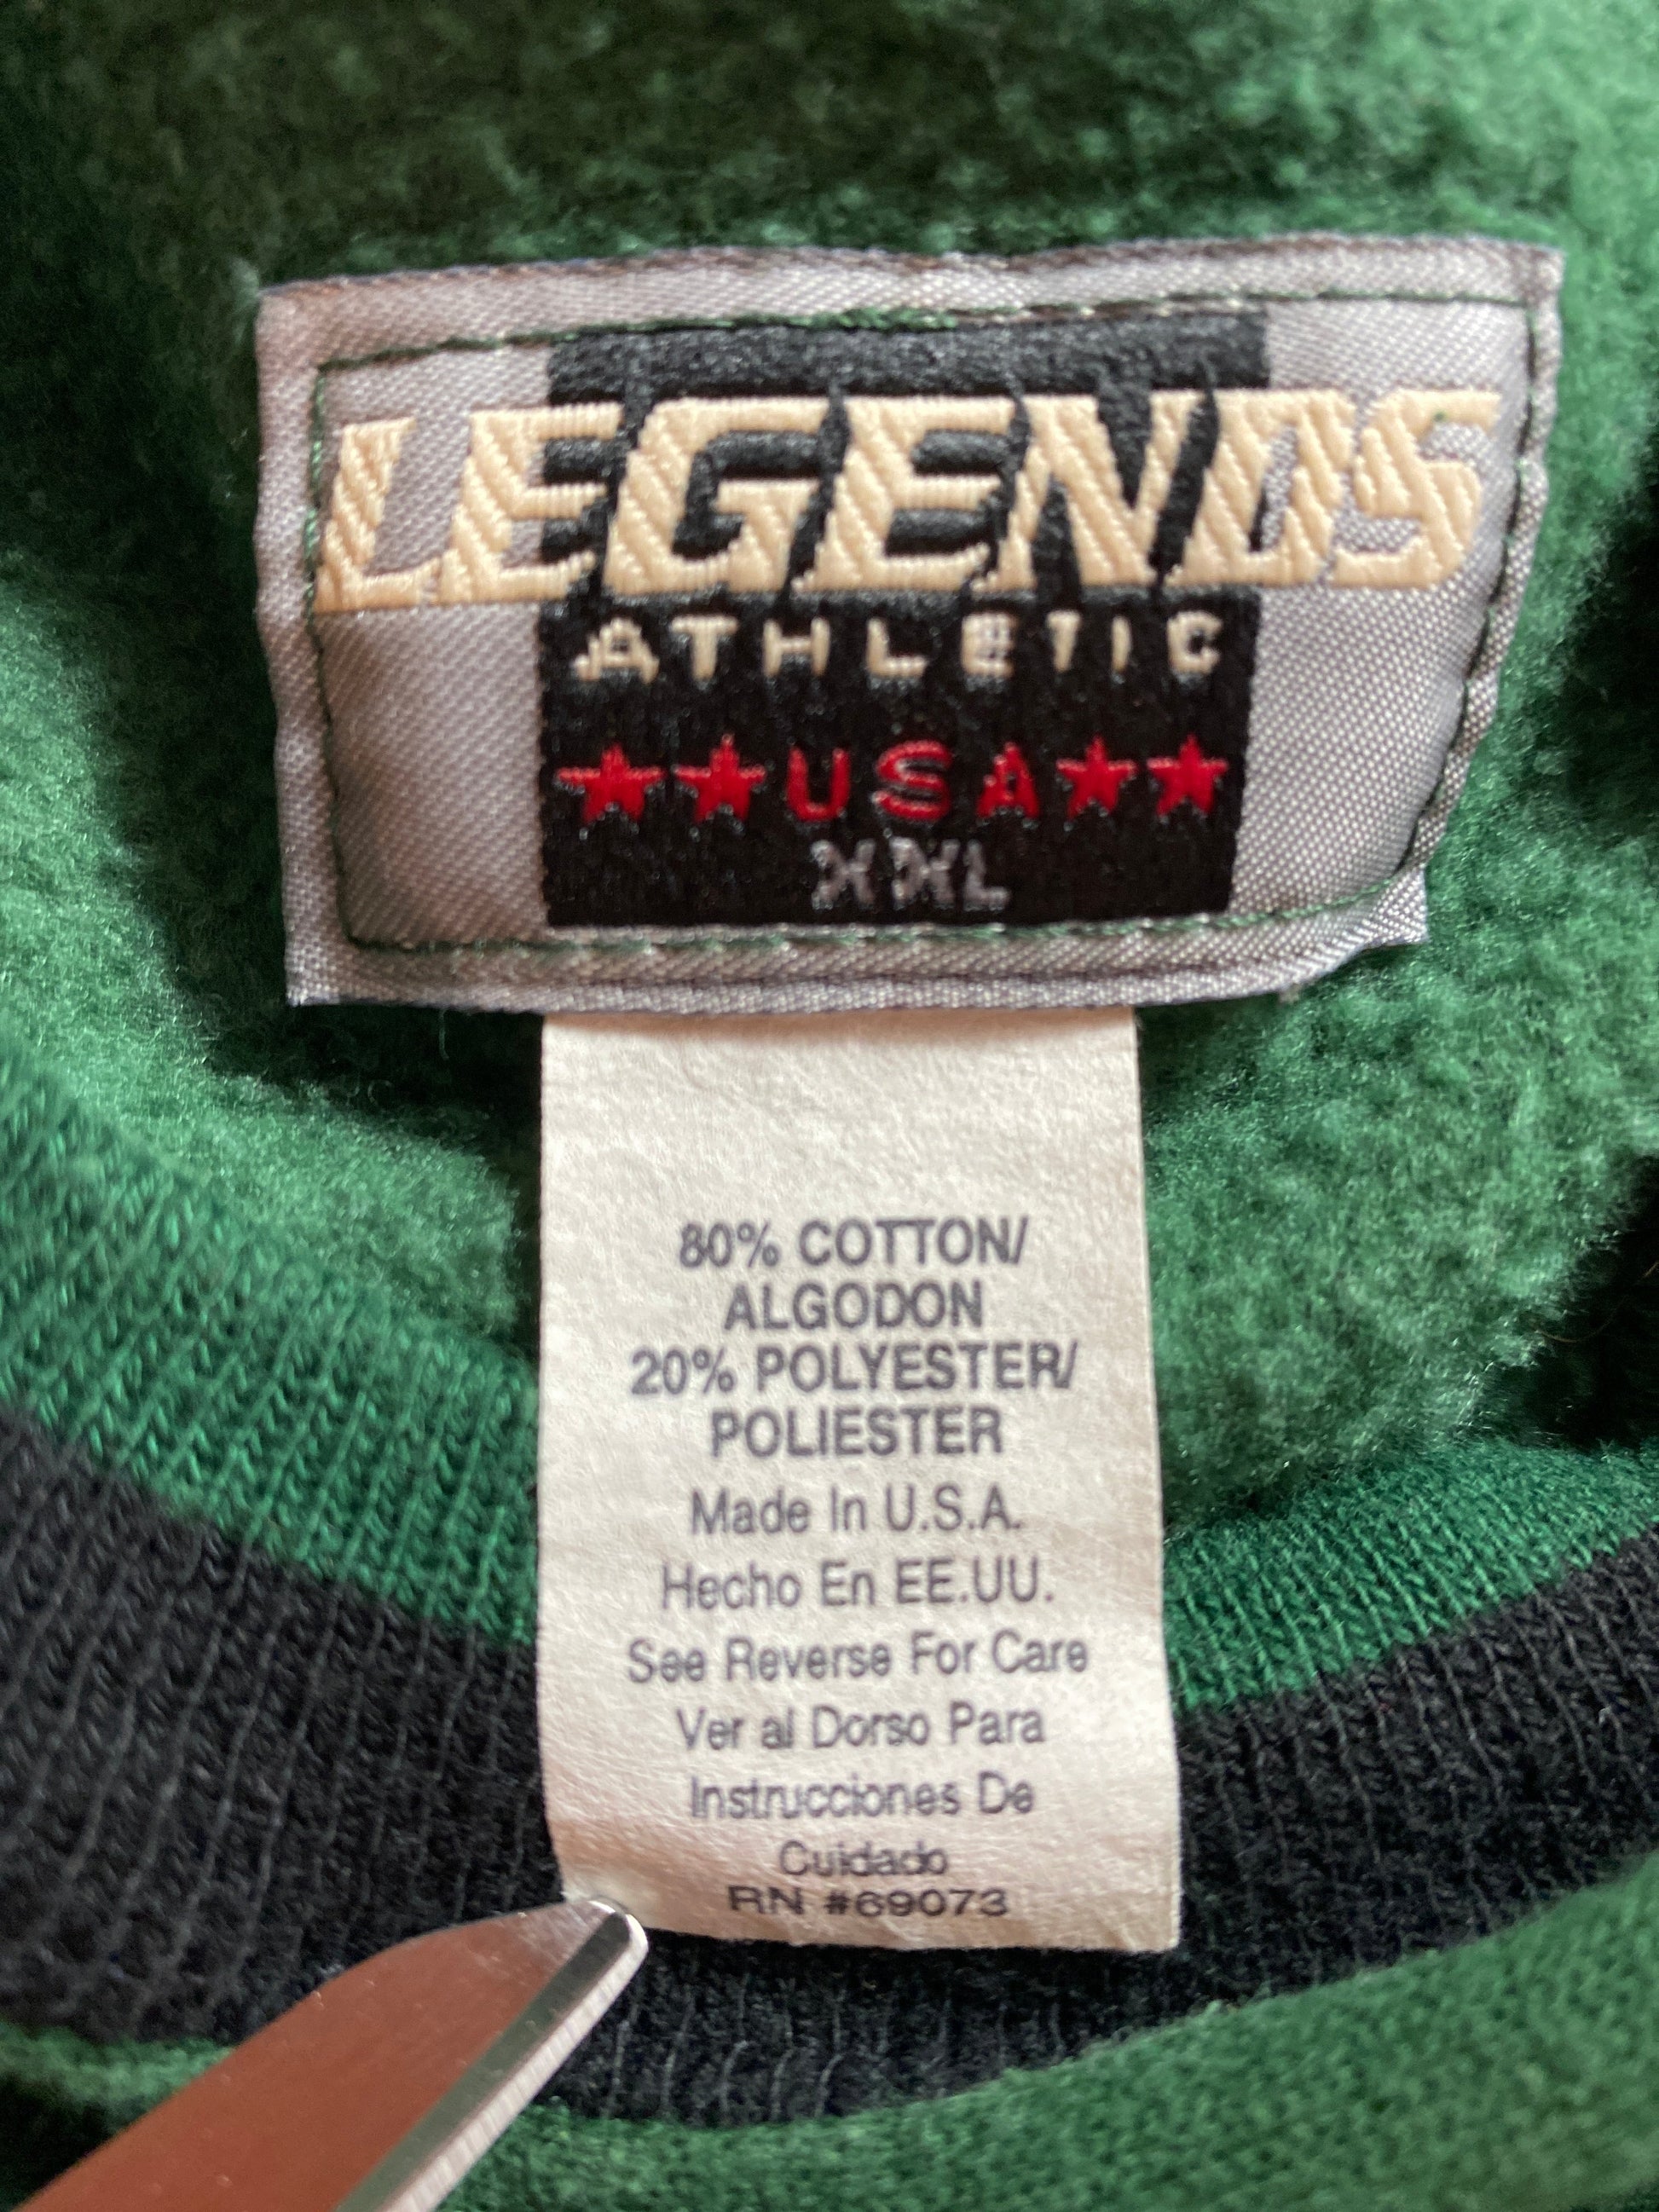 LEGENDS
ATHLETIC
★★USA★★
XXL
80% COTTON/
ALGODON
20% POLYESTER/
POLIESTER
Made In U.S.A.
Hecho En EE.UU.
See Reverse For Care
Ver al Dorso Para
Instrucciones De
Cuidado
RN #69073